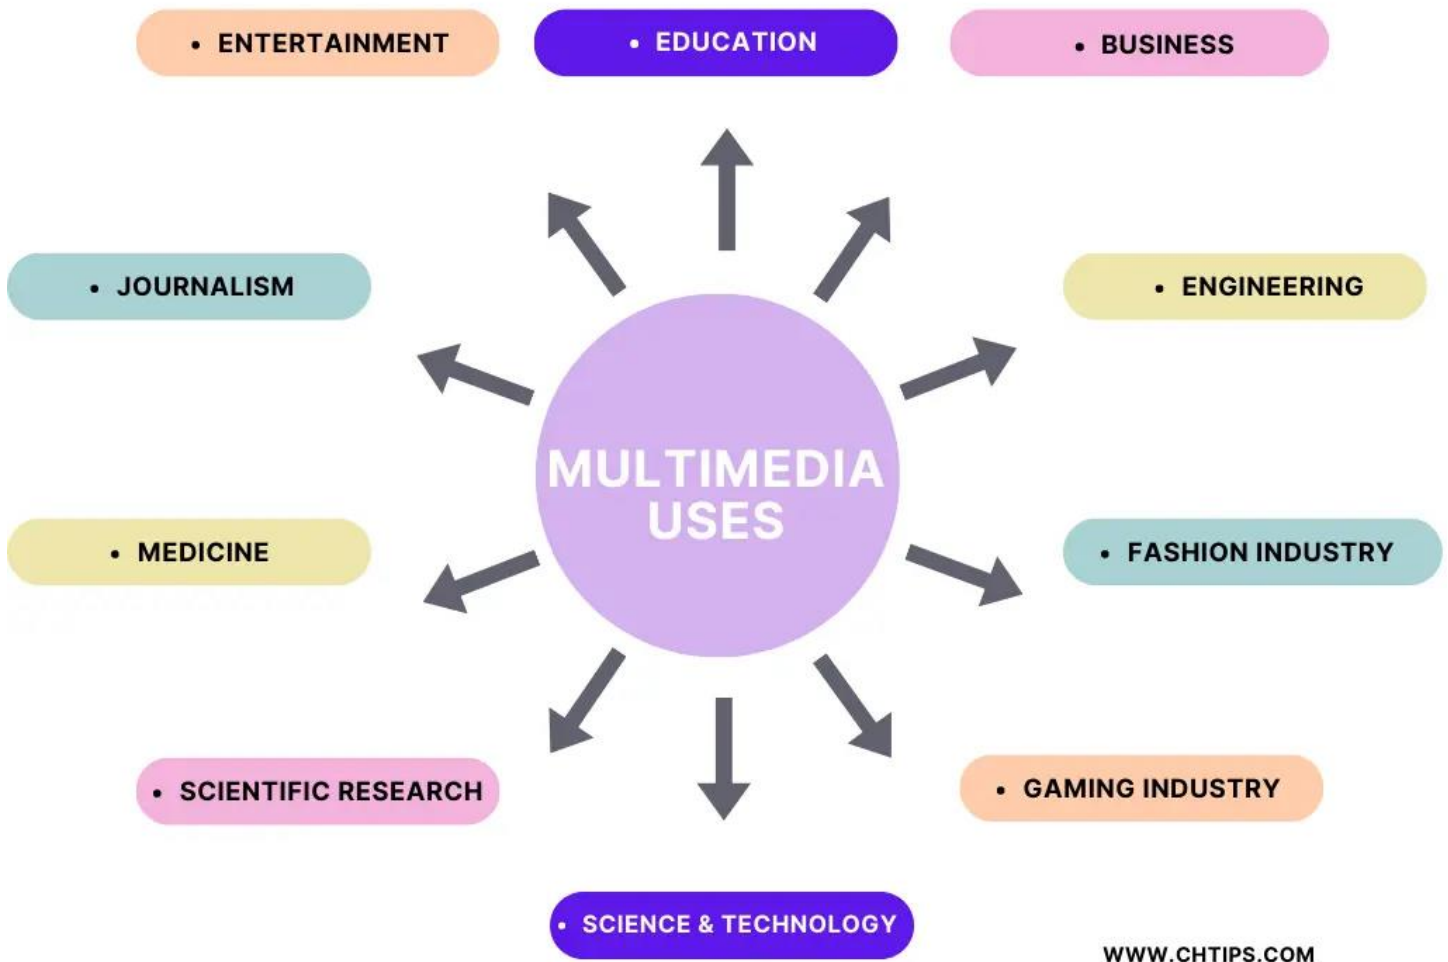 • ENTERTAINMENT
• EDUCATION
• BUSINESS
• JOURNALISM
• ENGINEERING
MULTIMEDIA
USES
• MEDICINE
• FASHION INDUSTRY
• SCIENTIFIC RESEARCH
• GAMING INDUSTRY
• SCIENCE & TECHNOLOGY
WWW.CHTIPS.COM